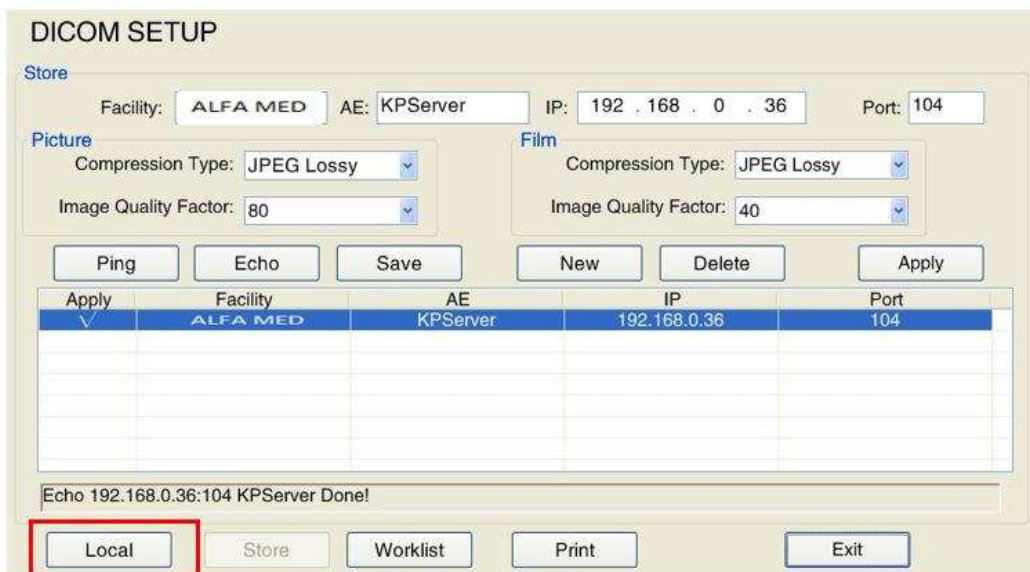 DICOM SETUP
Store
Facility: ALFA MED AE: KPServer IP: 192 . 168 . 0 . 36 Port: 104
Picture Film
Compression Type: JPEG Lossy Compression Type: JPEG Lossy
Image Quality Factor: 80 Image Quality Factor: 40
Ping Echo Save New Delete Apply
Apply Facility AE IP Port
√ ALFA MED KPServer 192.168.0.36 104
Echo 192.168.0.36:104 KPServer Done!
Local Store Worklist Print Exit